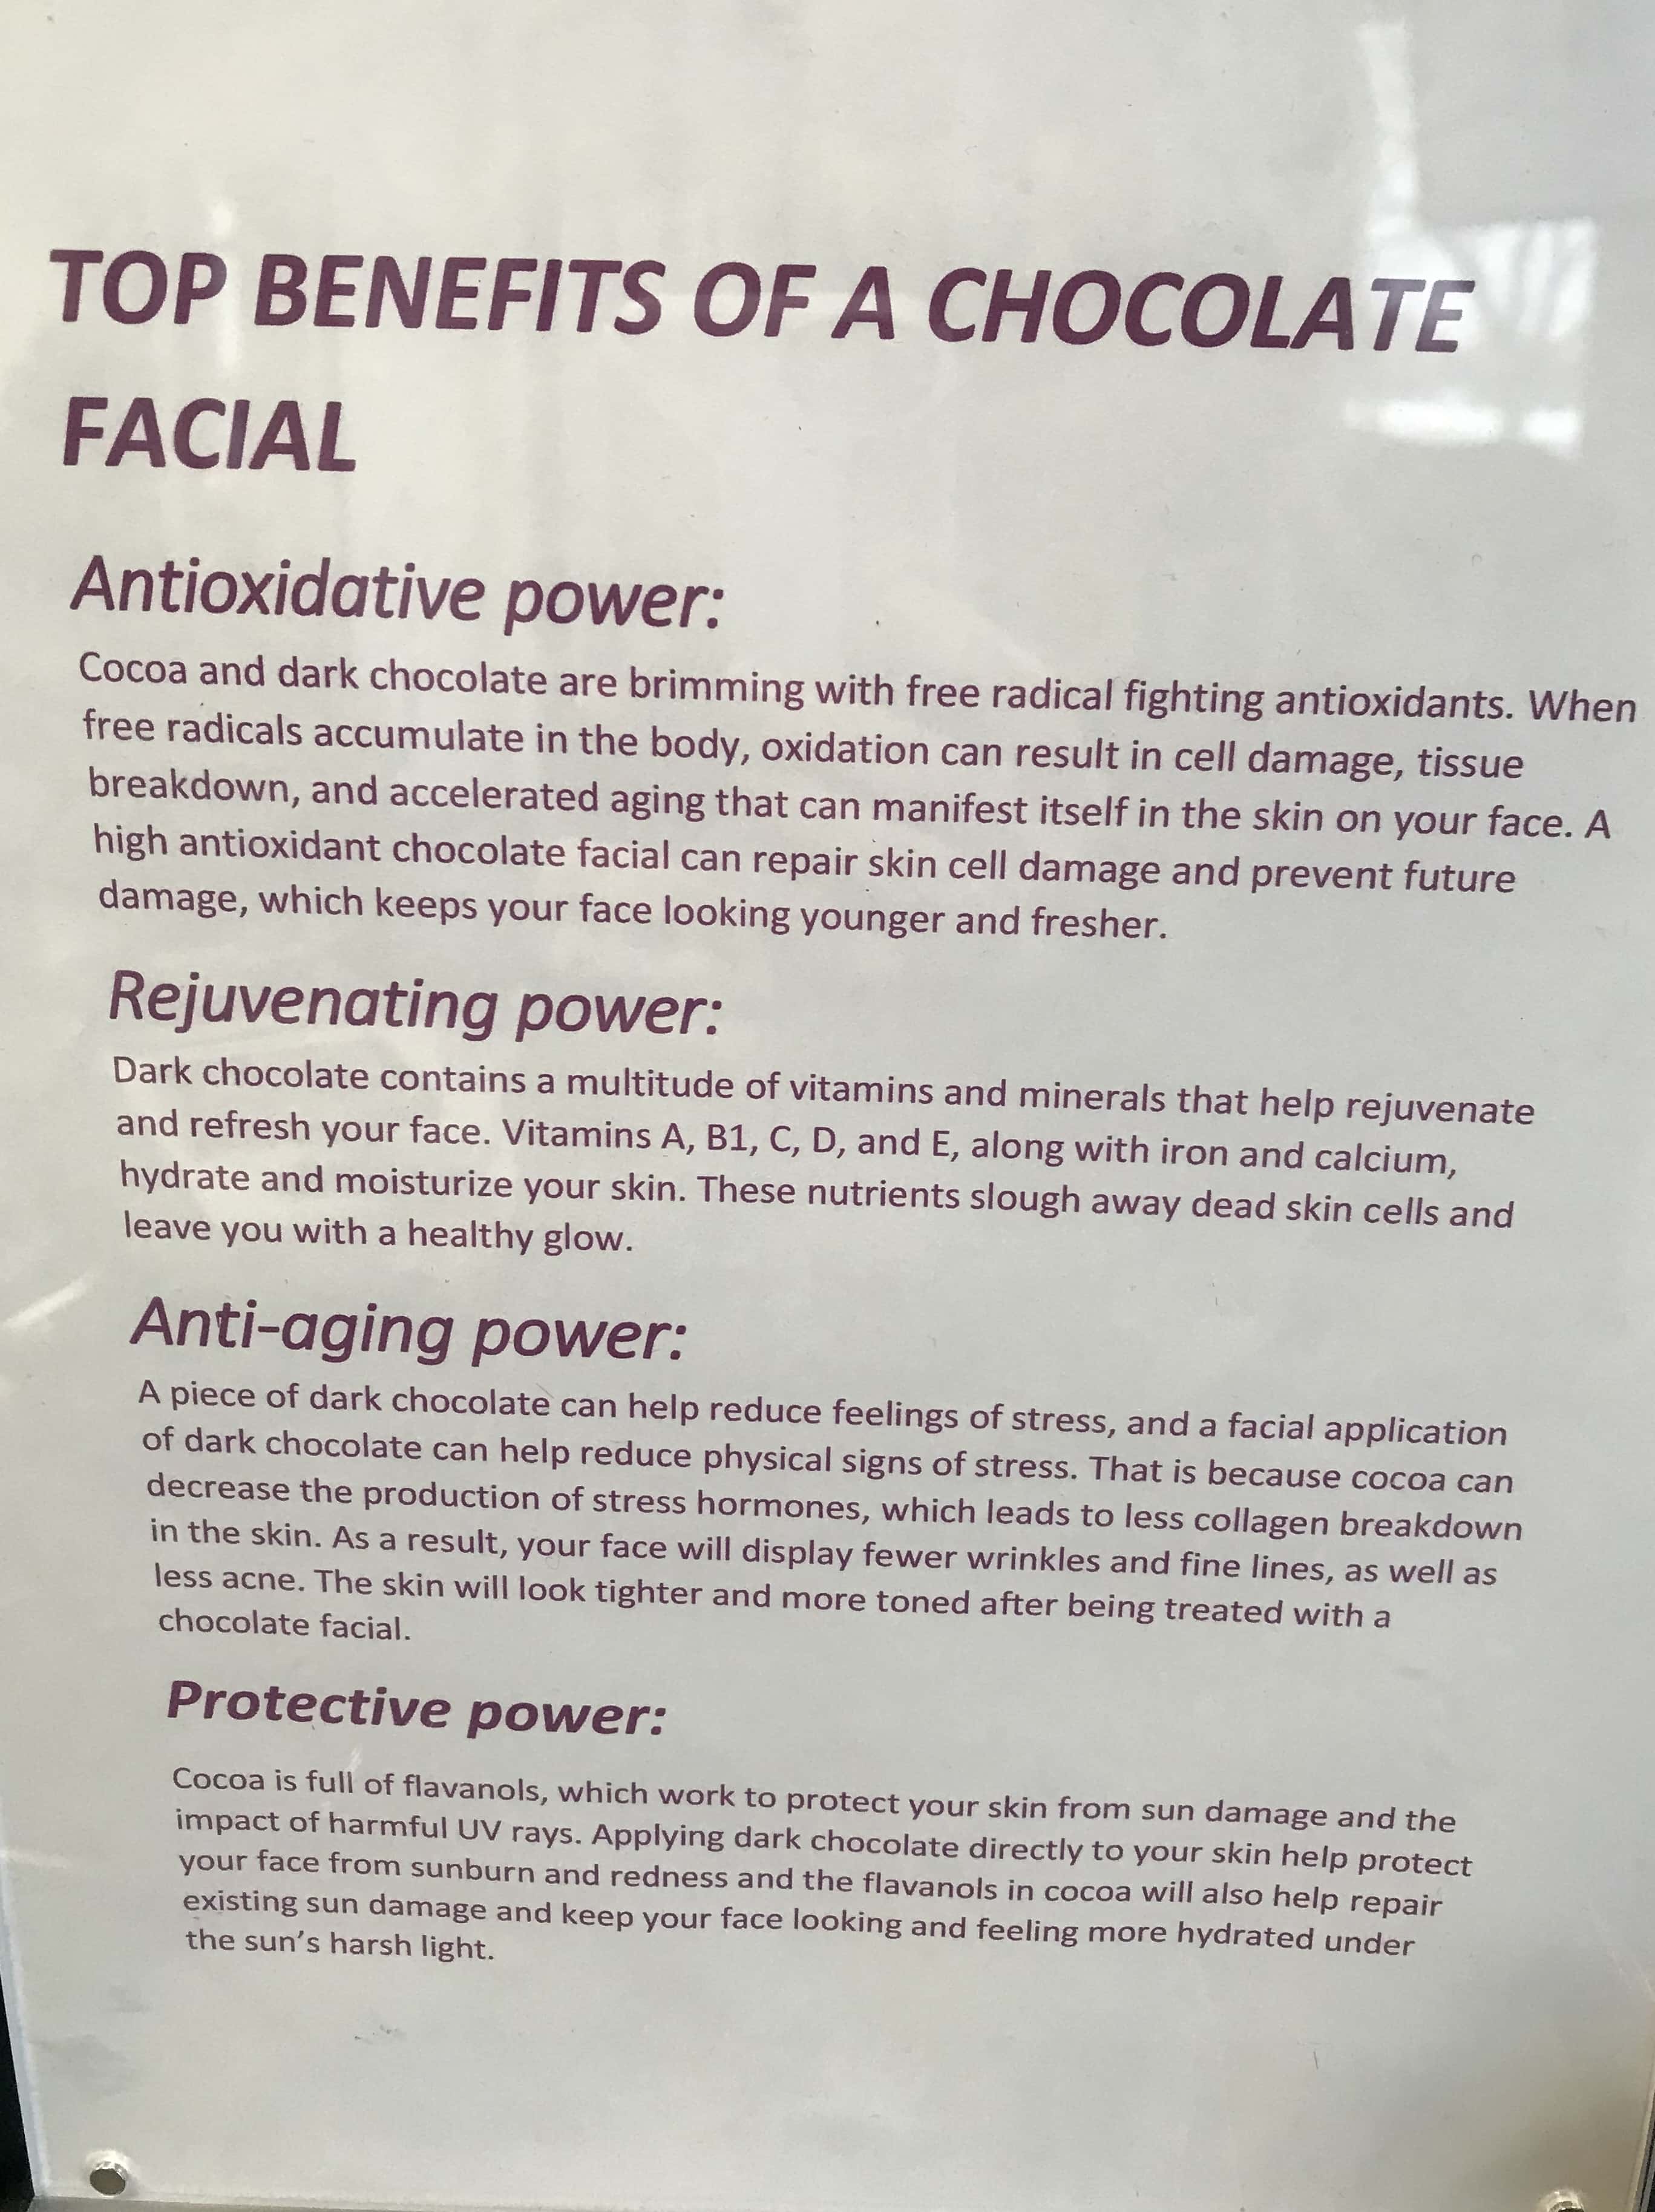 TOP BENEFITS OF A CHOCOLATE
FACIAL
Antioxidative power:
Cocoa and dark chocolate are brimming with free radical fighting antioxidants. When
free radicals accumulate in the body, oxidation can result in cell damage, tissue
breakdown, and accelerated aging that can manifest itself in the skin on your face. A
high antioxidant chocolate facial can repair skin cell damage and prevent future
damage, which keeps your face looking younger and fresher.
Rejuvenating power:
Dark chocolate contains a multitude of vitamins and minerals that help rejuvenate
and refresh your face. Vitamins A, B1, C, D, and E, along with iron and calcium,
hydrate and moisturize your skin. These nutrients slough away dead skin cells and
leave you with a healthy glow.
Anti-aging power:
A piece of dark chocolate can help reduce feelings of stress, and a facial application
of dark chocolate can help reduce physical signs of stress. That is because cocoa can
decrease the production of stress hormones, which leads to less collagen breakdown
in the skin. As a result, your face will display fewer wrinkles and fine lines, as well as
less acne. The skin will look tighter and more toned after being treated with a
chocolate facial.
Protective power:
Cocoa is full of flavanols, which work to protect your skin from sun damage and the
impact of harmful UV rays. Applying dark chocolate directly to your skin help protect
your face from sunburn and redness and the flavanols in cocoa will also help repair
existing sun damage and keep your face looking and feeling more hydrated under
the sun's harsh light.